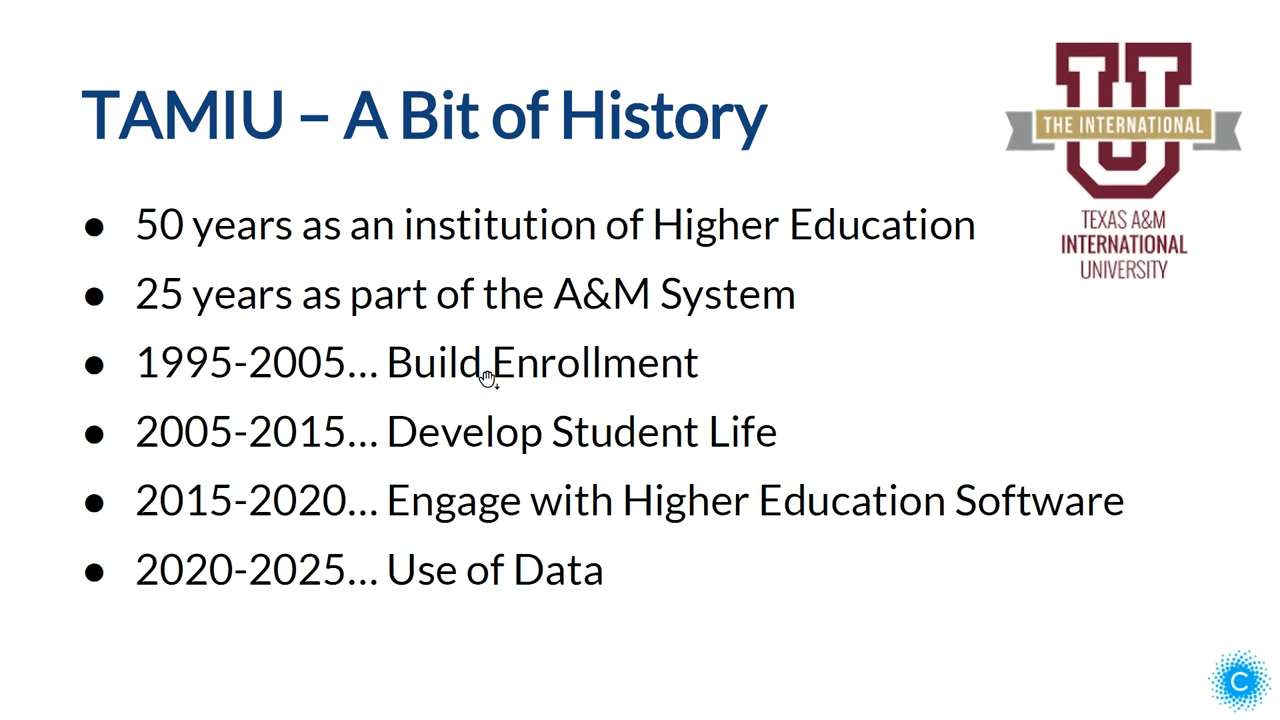 TAMIU – A Bit of History
THE INTERNATIONAL
TEXAS A&M
INTERNATIONAL
UNIVERSITY
● 50 years as an institution of Higher Education
● 25 years as part of the A&M System
● 1995-2005... Build Enrollment
● 2005-2015... Develop Student Life
● 2015-2020... Engage with Higher Education Software
● 2020-2025... Use of Data
C